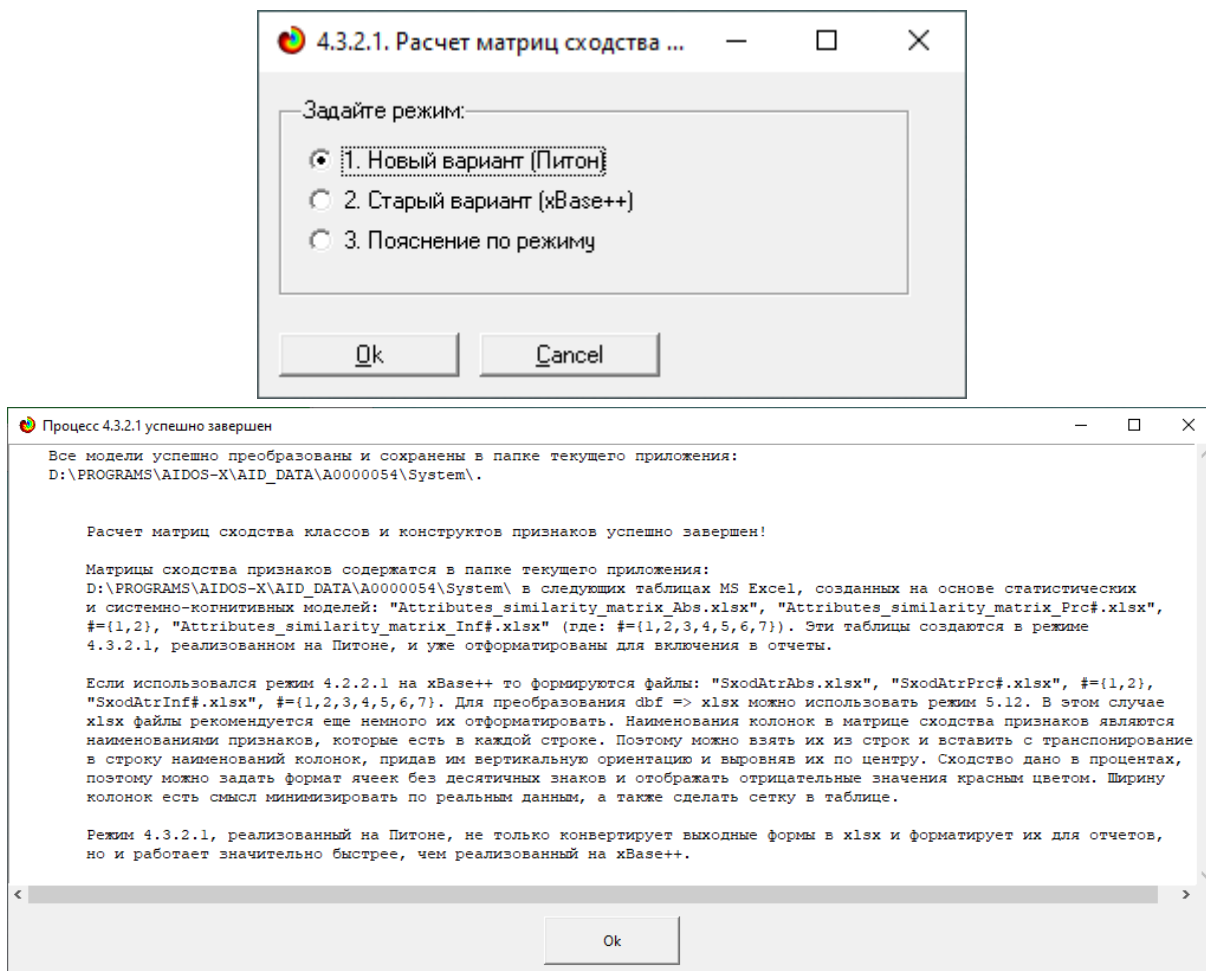 4.3.2.1. Расчет матриц сходства ...
Задайте режим:
1. Новый вариант (Питон)
2. Старый вариант (xBase++)
3. Пояснение по режиму
Ok
Cancel
Процесс 4.3.2.1 успешно завершен
Все модели успешно преобразованы и сохранены в папке текущего приложения:
D:\PROGRAMS\AIDOS-X\AID_DATA\A0000054\System\.
Расчет матриц сходства классов и конструктов признаков успешно завершен!
Матрицы сходства признаков содержатся в папке текущего приложения:
D:\PROGRAMS\AIDOS-X\AID_DATA\A0000054\System\ в следующих таблицах MS Excel, созданных на основе статистических
и системно-когнитивных моделей: "Attributes_similarity_matrix_Abs.xlsx", "Attributes_similarity_matrix_Prc#.xlsx",
#={1,2}, "Attributes_similarity_matrix_Inf#.xlsx" (где: #={1,2,3,4,5,6,7}). Эти таблицы создаются в режиме
4.3.2.1, реализованном на Питоне, и уже отформатированы для включения в отчеты.
Если использовался режим 4.2.2.1 на xBase++ то формируются файлы: "SxodAtrAbs.xlsx", "SxodAtrPrc#.xlsx", #={1,2},
"SxodAtrInf#.xlsx", #={1,2,3,4,5,6,7}. Для преобразования dbf => xlsx можно использовать режим 5.12. В этом случае
xlsx файлы рекомендуется еще немного их отформатировать. Наименования колонок в матрице сходства признаков являются
наименованиями признаков, которые есть в каждой строке. Поэтому можно взять их из строк и вставить с транспонирование
в строку наименований колонок, придав им вертикальную ориентацию и выровняв их по центру. Сходство дано в процентах,
поэтому можно задать формат ячеек без десятичных знаков и отображать отрицательные значения красным цветом. Ширину
колонок есть смысл минимизировать по реальным данным, а также сделать сетку в таблице.
Режим 4.3.2.1, реализованный на Питоне, не только конвертирует выходные формы в xlsx и форматирует их для отчетов,
но и работает значительно быстрее, чем реализованный на xBase++.
Ok